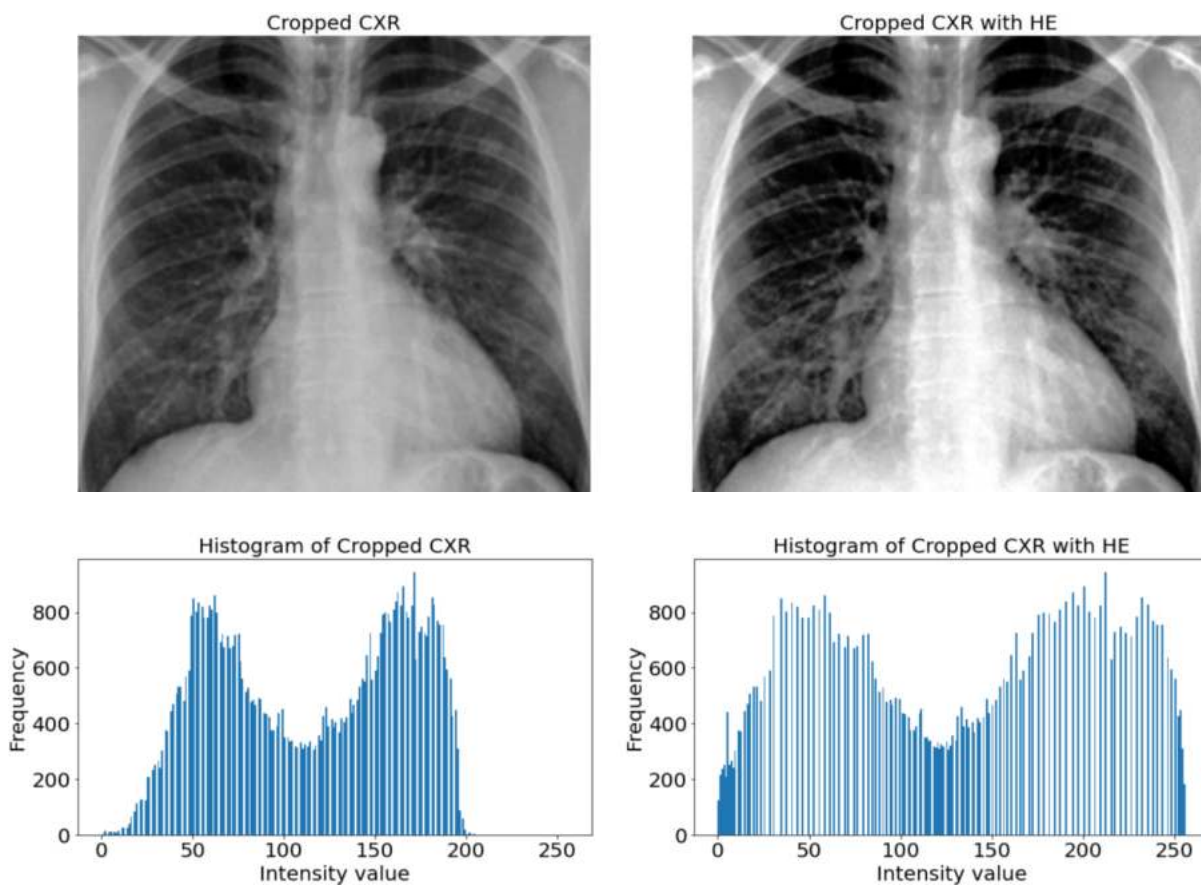 Cropped CXR
Cropped CXR with HE
Histogram of Cropped CXR
Frequency
800
600
400
200
0
0 50 100 150 200 250
Intensity value
Histogram of Cropped CXR with HE
Frequency
800
600
400
200
0
0 50 100 150 200 250
Intensity value